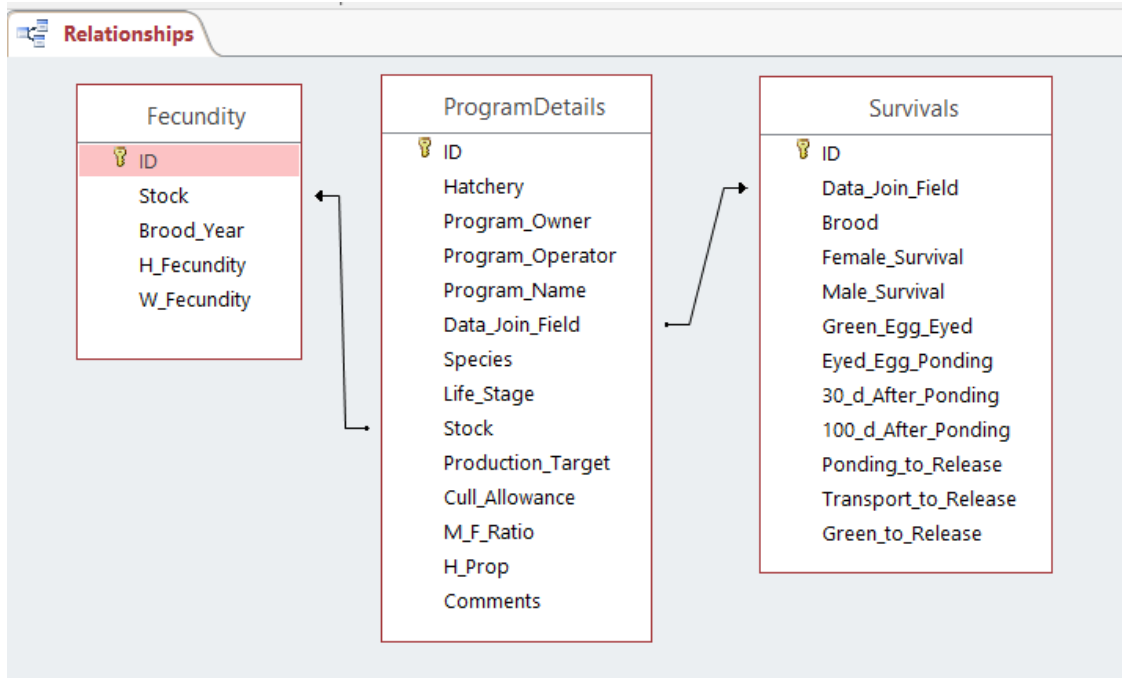 Relationships
Fecundity
ID
Stock
Brood_Year
H_Fecundity
W_Fecundity
ProgramDetails
ID
Hatchery
Program_Owner
Program_Operator
Program_Name
Data_Join_Field
Species
Life_Stage
Stock
Production_Target
Cull_Allowance
M_F_Ratio
H_Prop
Comments
Survivals
ID
Data_Join_Field
Brood
Female_Survival
Male_Survival
Green_Egg_Eyed
Eyed_Egg_Ponding
30_d_After_Ponding
100_d_After_Ponding
Ponding_to_Release
Transport_to_Release
Green_to_Release